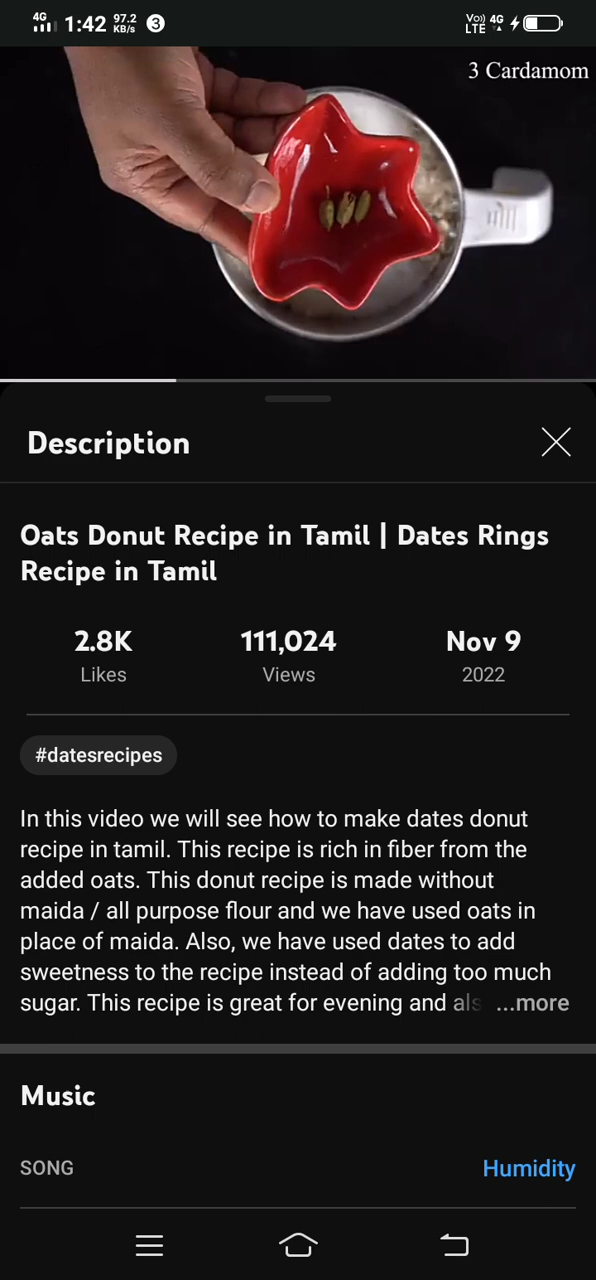 4G 1:42 97.2 KB/s 3 Vo)) LTE 4G
3 Cardamom
Description
Oats Donut Recipe in Tamil | Dates Rings
Recipe in Tamil
2.8K 111,024 Nov 9
Likes Views 2022
#datesrecipes
In this video we will see how to make dates donut
recipe in tamil. This recipe is rich in fiber from the
added oats. This donut recipe is made without
maida / all purpose flour and we have used oats in
place of maida. Also, we have used dates to add
sweetness to the recipe instead of adding too much
sugar. This recipe is great for evening and als ...more
Music
SONG Humidity